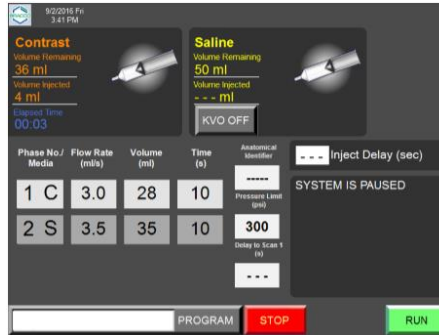 9/2/2016 Fri
3:41 PM
Contrast
Volume Remaining
36 ml
Volume Injected
4 ml
Elapsed Time
00:03
Saline
Volume Remaining
50 ml
Volume Injected
- - - ml
KVO OFF
Phase No./ Media
Flow Rate (ml/s)
Volume (ml)
Time (s)
1 C 3.0 28 10
2 S 3.5 35 10
Anatomical Identifier
-----
Pressure Limit (psi)
300
Delay to Scan 1 (s)
- - -
- - - Inject Delay (sec)
SYSTEM IS PAUSED
PROGRAM
STOP
RUN